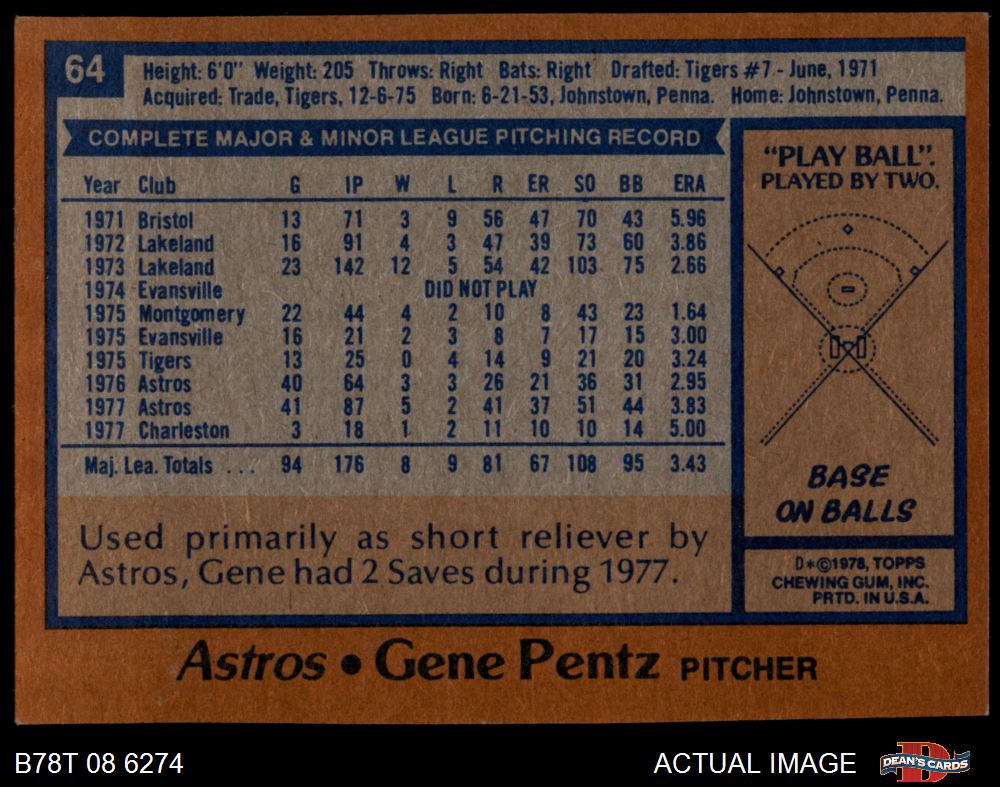 64
Height: 6'0" Weight: 205 Throws: Right Bats: Right Drafted: Tigers #7 - June, 1971
Acquired: Trade, Tigers, 12-6-75 Born: 6-21-53, Johnstown, Penna. Home: Johnstown, Penna.
COMPLETE MAJOR & MINOR LEAGUE PITCHING RECORD
Year Club G IP W L R ER SO BB ERA
1971 Bristol 13 71 3 9 56 47 70 43 5.96
1972 Lakeland 16 91 4 3 47 39 73 60 3.86
1973 Lakeland 23 142 12 5 54 42 103 75 2.66
1974 Evansville DID NOT PLAY
1975 Montgomery 22 44 4 2 10 8 43 23 1.64
1975 Evansville 16 21 2 3 8 7 17 15 3.00
1975 Tigers 13 25 0 4 14 9 21 20 3.24
1976 Astros 40 64 3 3 26 21 36 31 2.95
1977 Astros 41 87 5 2 41 37 51 44 3.83
1977 Charleston 3 18 1 2 11 10 10 14 5.00
Maj. Lea. Totals ... 94 176 8 9 81 67 108 95 3.43
Used primarily as short reliever by
Astros, Gene had 2 Saves during 1977.
"PLAY BALL".
PLAYED BY TWO.
BASE
ON BALLS
D*©1978, TOPPS
CHEWING GUM, INC.
PRTD. IN U.S.A.
Astros • Gene Pentz PITCHER
B78T 08 6274
ACTUAL IMAGE
D
DEAN'S CARDS